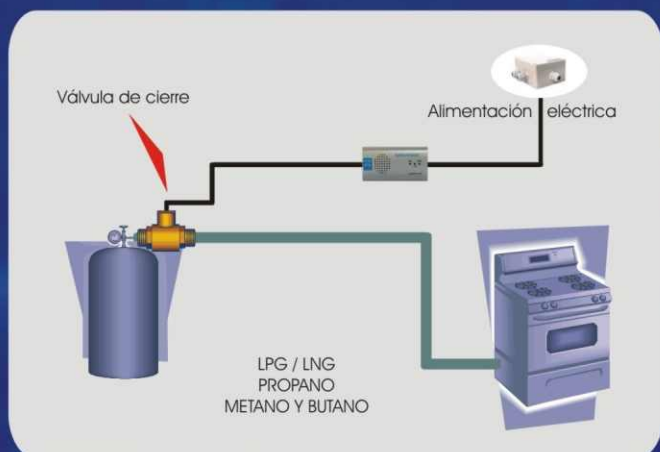 Válvula de cierre
Alimentación eléctrica
LPG / LNG
PROPANO
METANO Y BUTANO